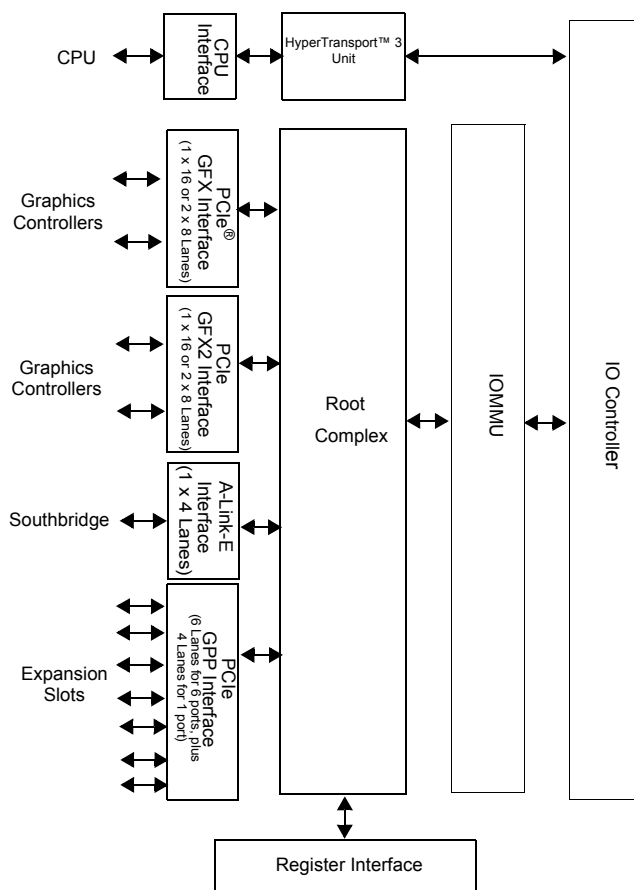 CPU
CPU
Interface
HyperTransport™ 3
Unit
Graphics
Controllers
PCIe®
GFX Interface
(1 x 16 or 2 x 8 Lanes)
Graphics
Controllers
PCIe
GFX2 Interface
(1 x 16 or 2 x 8 Lanes)
Southbridge
A-Link-E
Interface
(1 x 4 Lanes)
Expansion
Slots
PCIe
GPP Interface
(6 Lanes for 6 ports, plus
4 Lanes for 1 port)
Root
Complex
IOMMU
IO Controller
Register Interface